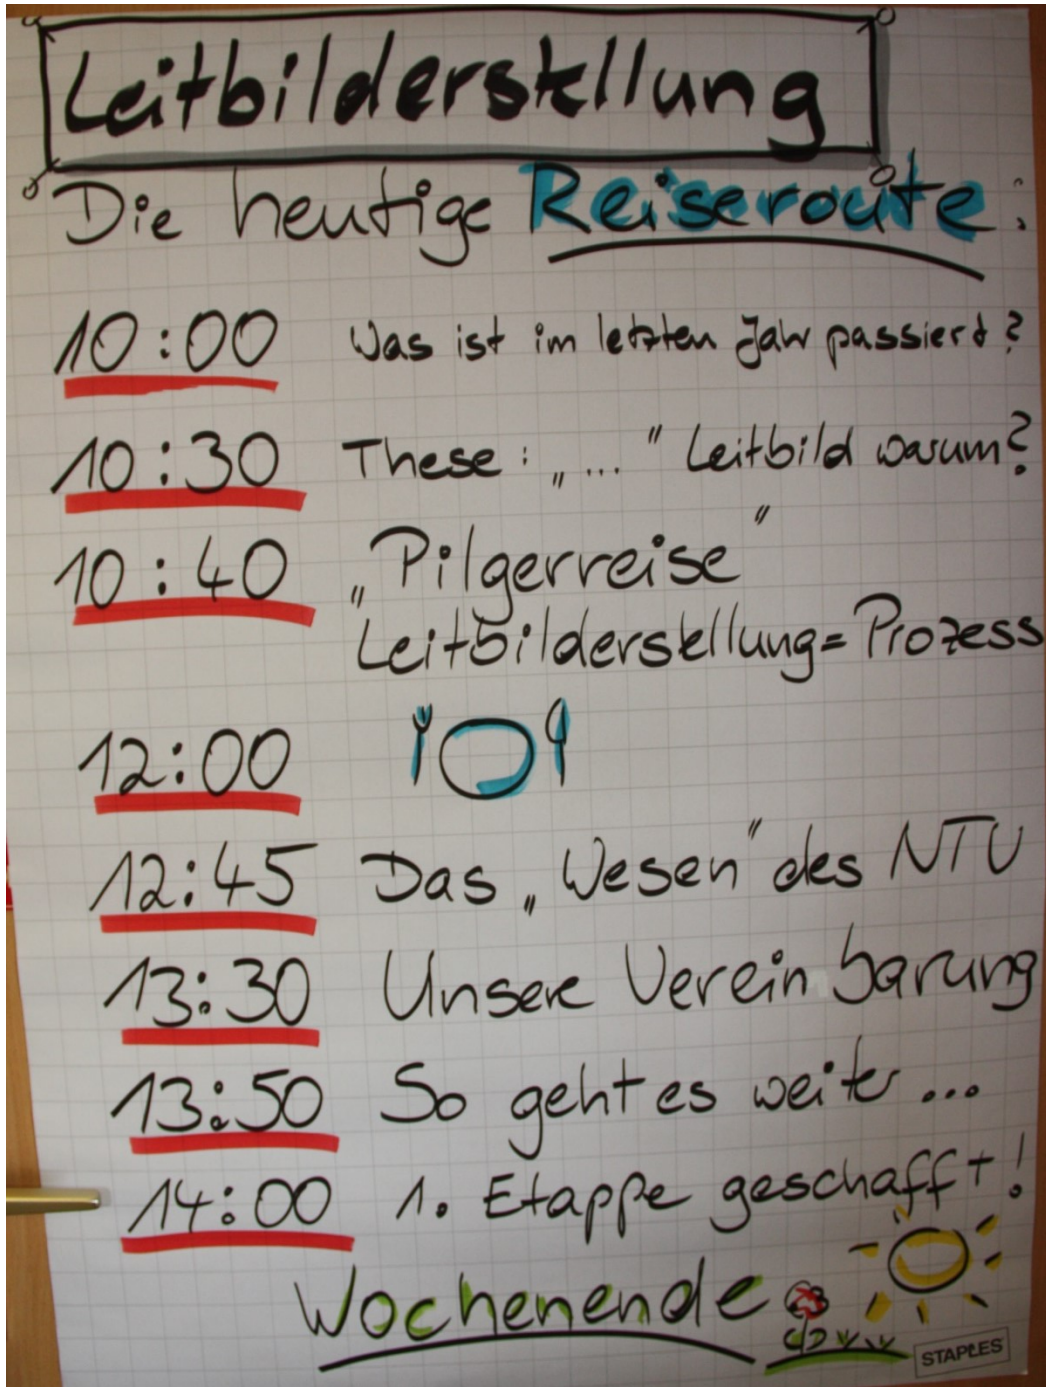 Leitbilderstellung
Die heutige Reiseroute:
10:00 Was ist im letzten Jahr passiert?
10:30 These: „..." Leitbild warum?
10:40 „Pilgerreise"
Leitbilderstellung = Prozess
12:00
12:45 Das „Wesen" des NTU
13:30 Unsere Vereinbarung
13:50 So geht es weiter...
14:00 1. Etappe geschafft!
Wochenende
STAPLES